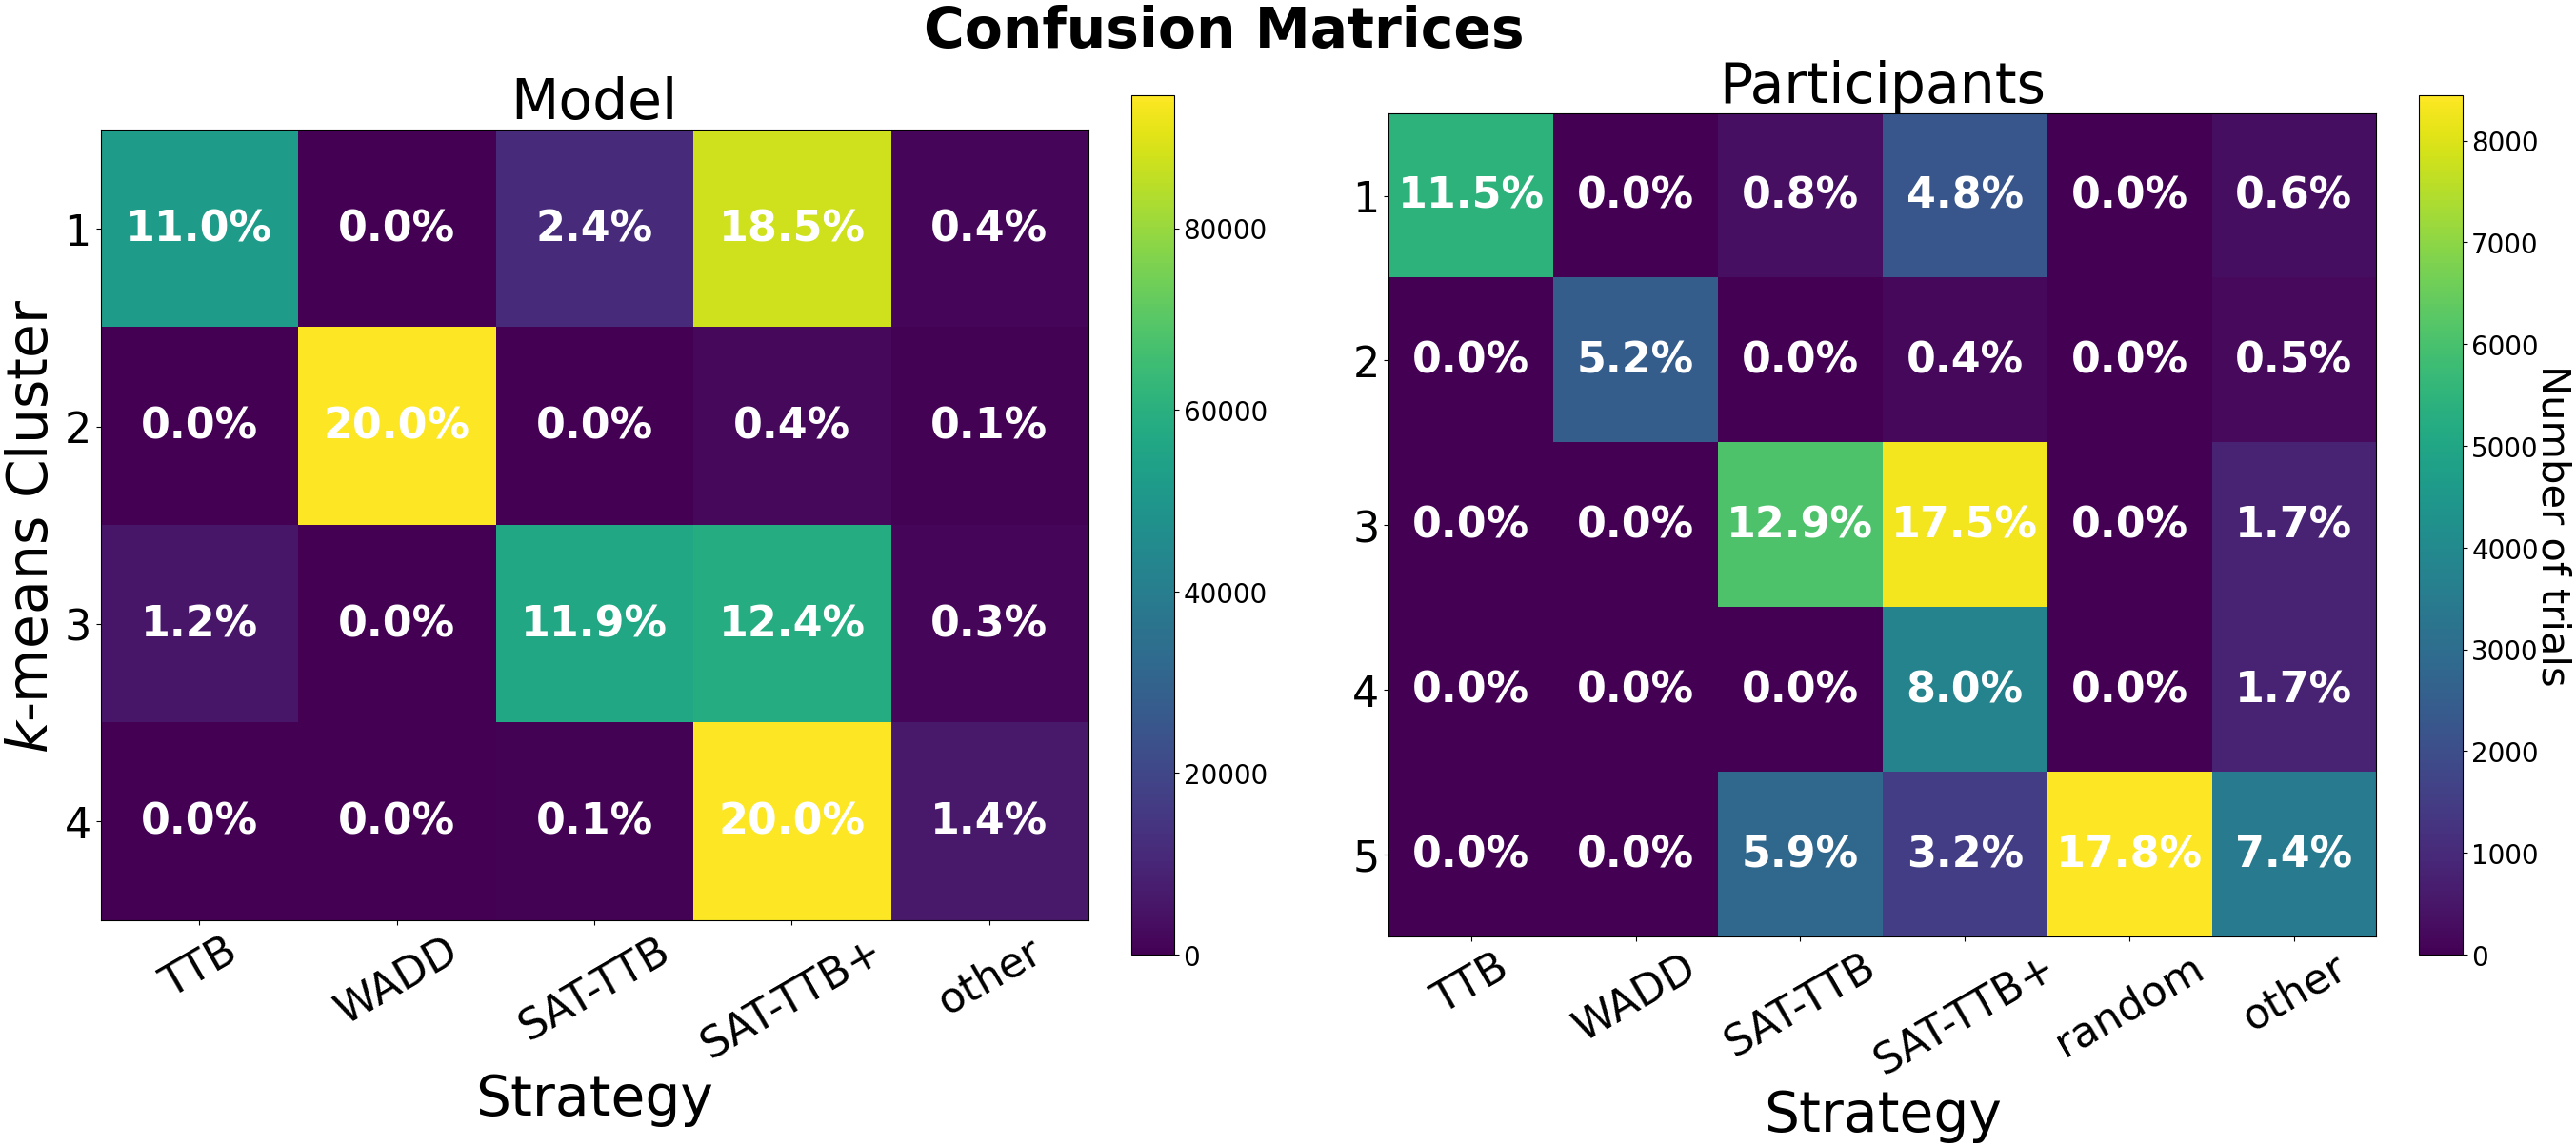 Confusion Matrices
Model
k-means Cluster
1
2
3
4
11.0% 0.0% 2.4% 18.5% 0.4%
0.0% 20.0% 0.0% 0.4% 0.1%
1.2% 0.0% 11.9% 12.4% 0.3%
0.0% 0.0% 0.1% 20.0% 1.4%
TTB WADD SAT-TTB SAT-TTB+ other
Strategy
80000
60000
40000
20000
0
Participants
1
2
3
4
5
11.5% 0.0% 0.8% 4.8% 0.0% 0.6%
0.0% 5.2% 0.0% 0.4% 0.0% 0.5%
0.0% 0.0% 12.9% 17.5% 0.0% 1.7%
0.0% 0.0% 0.0% 8.0% 0.0% 1.7%
0.0% 0.0% 5.9% 3.2% 17.8% 7.4%
TTB WADD SAT-TTB SAT-TTB+ random other
Strategy
8000
7000
6000
5000
4000
3000
2000
1000
0
Number of trials